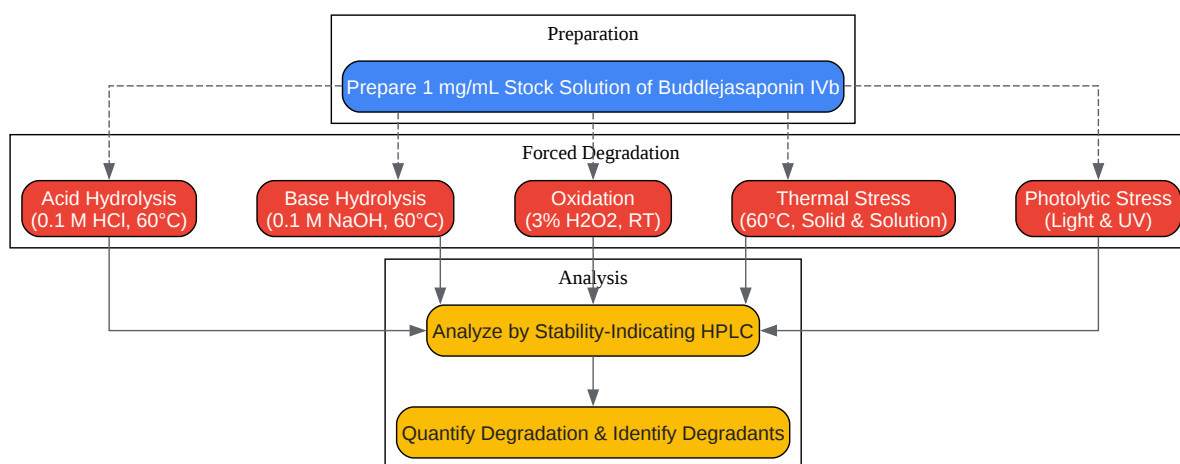 Preparation
Prepare 1 mg/mL Stock Solution of Buddlejasaponin IVb
Forced Degradation
Acid Hydrolysis
(0.1 M HCl, 60°C)
Base Hydrolysis
(0.1 M NaOH, 60°C)
Oxidation
(3% H2O2, RT)
Thermal Stress
(60°C, Solid & Solution)
Photolytic Stress
(Light & UV)
Analysis
Analyze by Stability-Indicating HPLC
Quantify Degradation & Identify Degradants